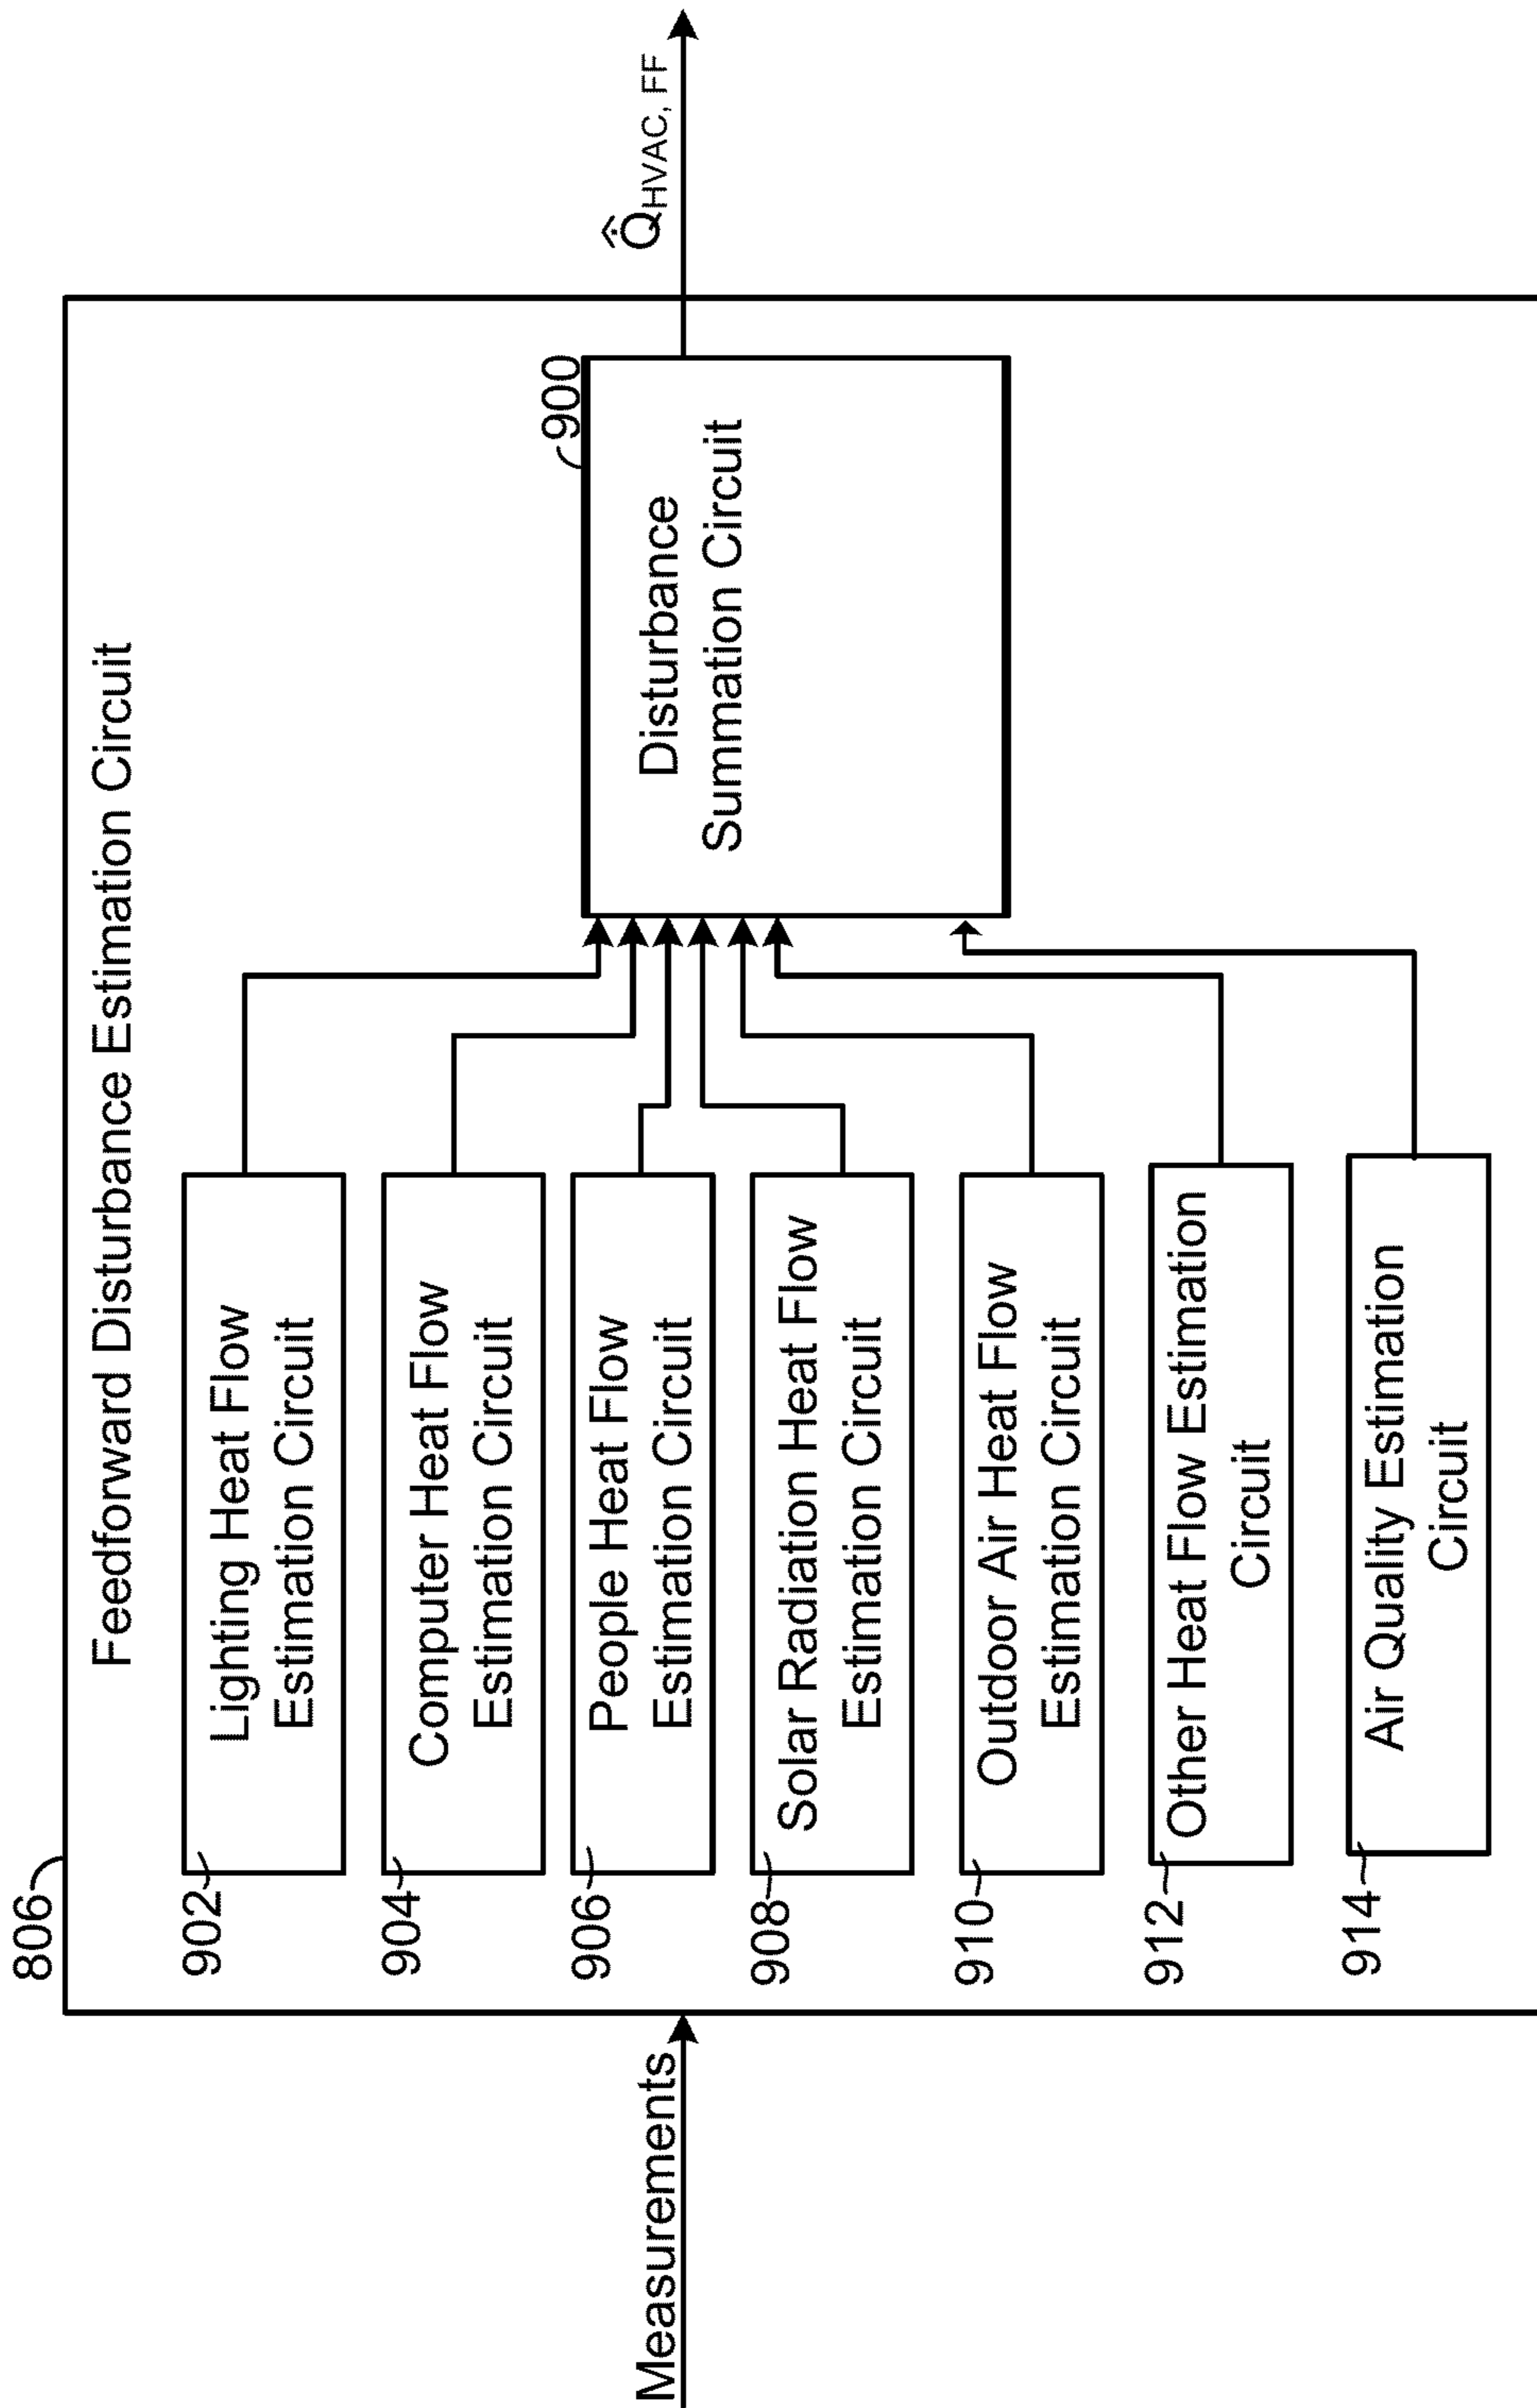 806
Feedforward Disturbance Estimation Circuit
Measurements
902
Lighting Heat Flow
Estimation Circuit
904
Computer Heat Flow
Estimation Circuit
906
People Heat Flow
Estimation Circuit
908
Solar Radiation Heat Flow
Estimation Circuit
910
Outdoor Air Heat Flow
Estimation Circuit
912
Other Heat Flow Estimation
Circuit
914
Air Quality Estimation
Circuit
900
Disturbance
Summation Circuit
Q̇̂HVAC, FF